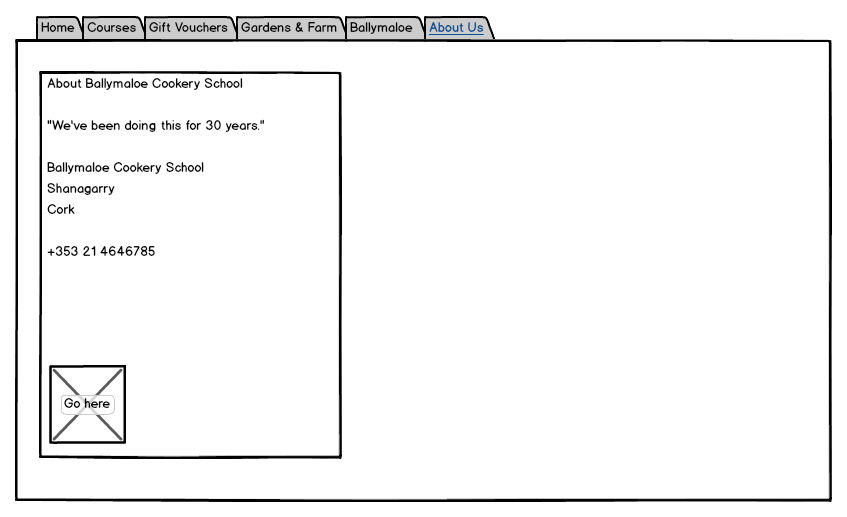 Home Courses Gift Vouchers Gardens & Farm Ballymaloe About Us
About Ballymaloe Cookery School
"We've been doing this for 30 years."
Ballymaloe Cookery School
Shanagarry
Cork
+353 21 4646785
Go here